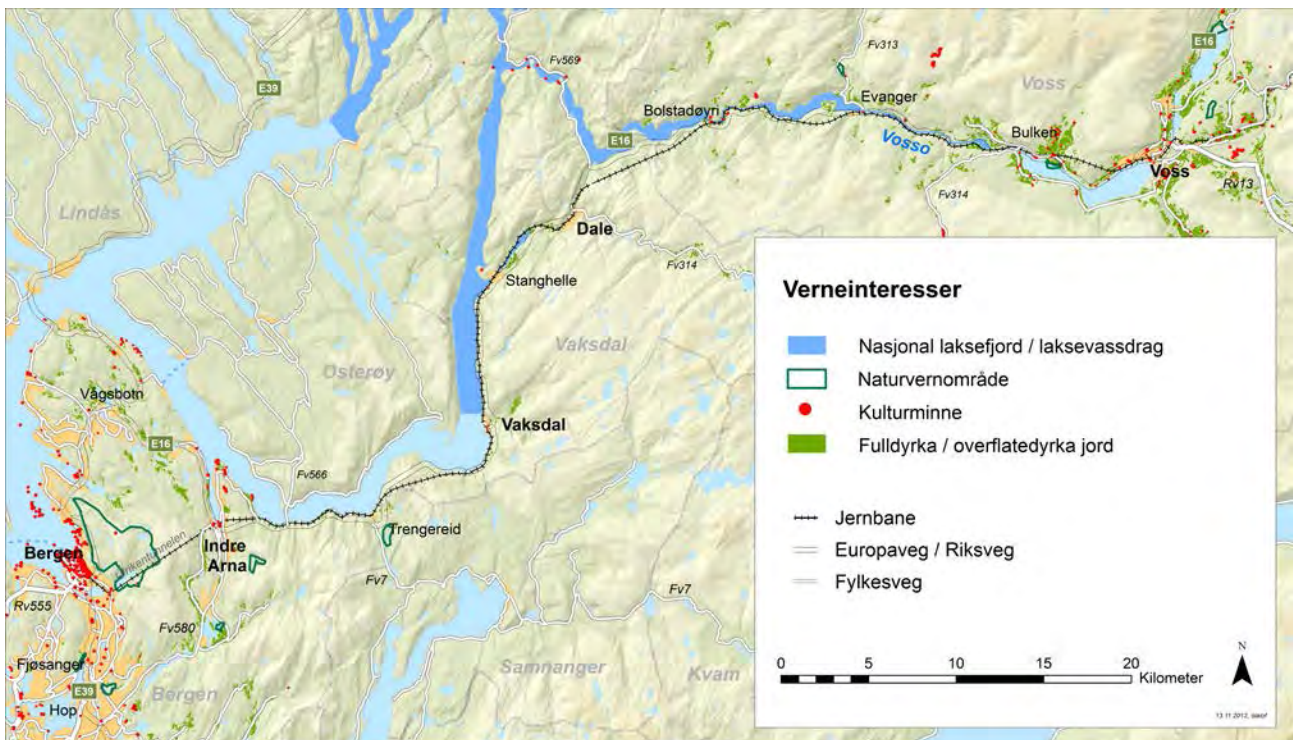 E39
Fv569
Fv313
E16
Voss
Bolstadøyri
Evanger
Lindås
E16
Vosso
Bulken
Voss
Rv13
Fv314
Dale
Fv314
Stanghelle
Vaksdal
Osterøy
Vågsbotn
E16
Vaksdal
Fv566
Trengereid
Bergen
Ulrikentunnelen
Indre
Arna
Fv7
Fv7
Rv555
Fv580
Fjøsanger
Samnanger
Kvam
E39
Bergen
Hop
Verneinteresser
Nasjonal laksefjord / laksevassdrag
Naturvernområde
Kulturminne
Fulldyrka / overflatedyrka jord
Jernbane
Europaveg / Riksveg
Fylkesveg
N
0 5 10 15 20
Kilometer